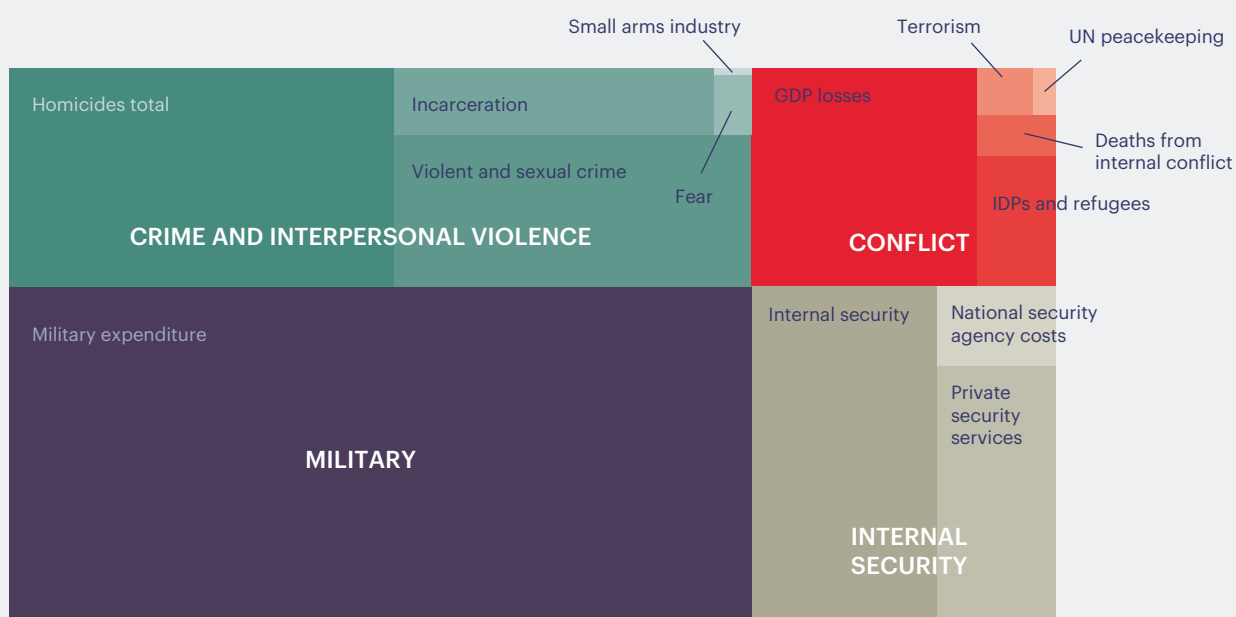 Small arms industry
Terrorism
UN peacekeeping
Homicides total
Incarceration
GDP losses
Violent and sexual crime
Fear
Deaths from
internal conflict
IDPs and refugees
CRIME AND INTERPERSONAL VIOLENCE
CONFLICT
Military expenditure
Internal security
National security
agency costs
Private
security
services
MILITARY
INTERNAL
SECURITY